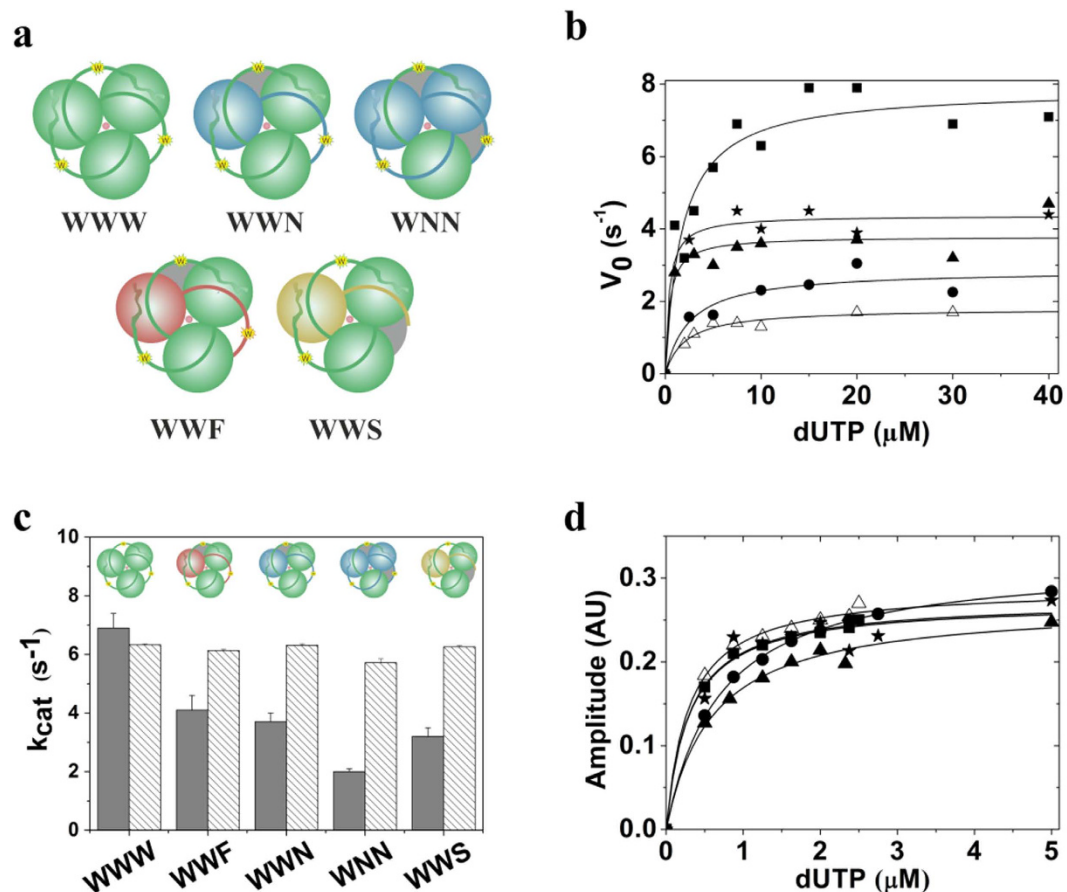 a
W W W
W W W
W W W
WWW WWN WNN
W W W
W W
WWF WWS
b
8
6
4
2
0
V0 (s-1)
0 10 20 30 40
dUTP (μM)
c
10
8
6
4
2
0
kcat (s-1)
WWW WWF WWN WNN WWS
d
0.3
0.2
0.1
0.0
Amplitude (AU)
0 1 2 3 4 5
dUTP (μM)